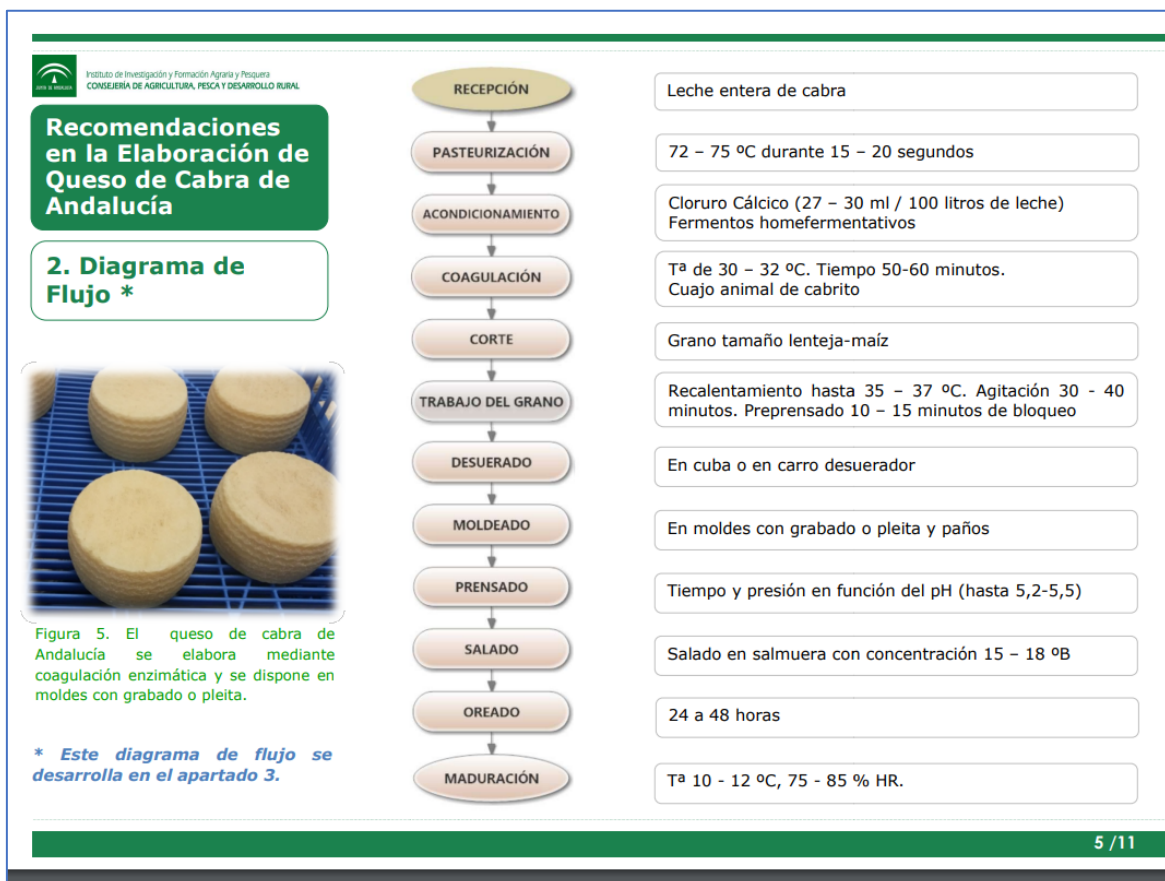 Instituto de Investigación y Formación Agraria y Pesquera
CONSEJERÍA DE AGRICULTURA, PESCA Y DESARROLLO RURAL
JUNTA DE ANDALUCIA
Recomendaciones
en la Elaboración de
Queso de Cabra de
Andalucía
2. Diagrama de
Flujo *
Figura 5. El queso de cabra de
Andalucía se elabora mediante
coagulación enzimática y se dispone en
moldes con grabado o pleita.
* Este diagrama de flujo se
desarrolla en el apartado 3.
RECEPCIÓN
Leche entera de cabra
PASTEURIZACIÓN
72 – 75 ºC durante 15 – 20 segundos
ACONDICIONAMIENTO
Cloruro Cálcico (27 – 30 ml / 100 litros de leche)
Fermentos homefermentativos
COAGULACIÓN
Tª de 30 – 32 ºC. Tiempo 50-60 minutos.
Cuajo animal de cabrito
CORTE
Grano tamaño lenteja-maíz
TRABAJO DEL GRANO
Recalentamiento hasta 35 – 37 ºC. Agitación 30 - 40
minutos. Preprensado 10 – 15 minutos de bloqueo
DESUERADO
En cuba o en carro desuerador
MOLDEADO
En moldes con grabado o pleita y paños
PRENSADO
Tiempo y presión en función del pH (hasta 5,2-5,5)
SALADO
Salado en salmuera con concentración 15 – 18 ºB
OREADO
24 a 48 horas
MADURACIÓN
Tª 10 - 12 ºC, 75 - 85 % HR.
5 /11